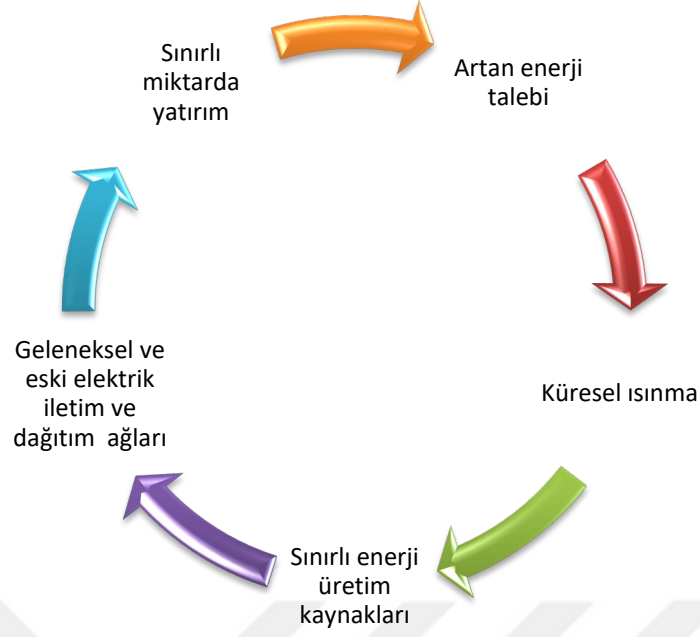 Sınırlı
miktarda
yatırım
Artan enerji
talebi
Küresel ısınma
Sınırlı enerji
üretim
kaynakları
Geleneksel ve
eski elektrik
iletim ve
dağıtım  ağları